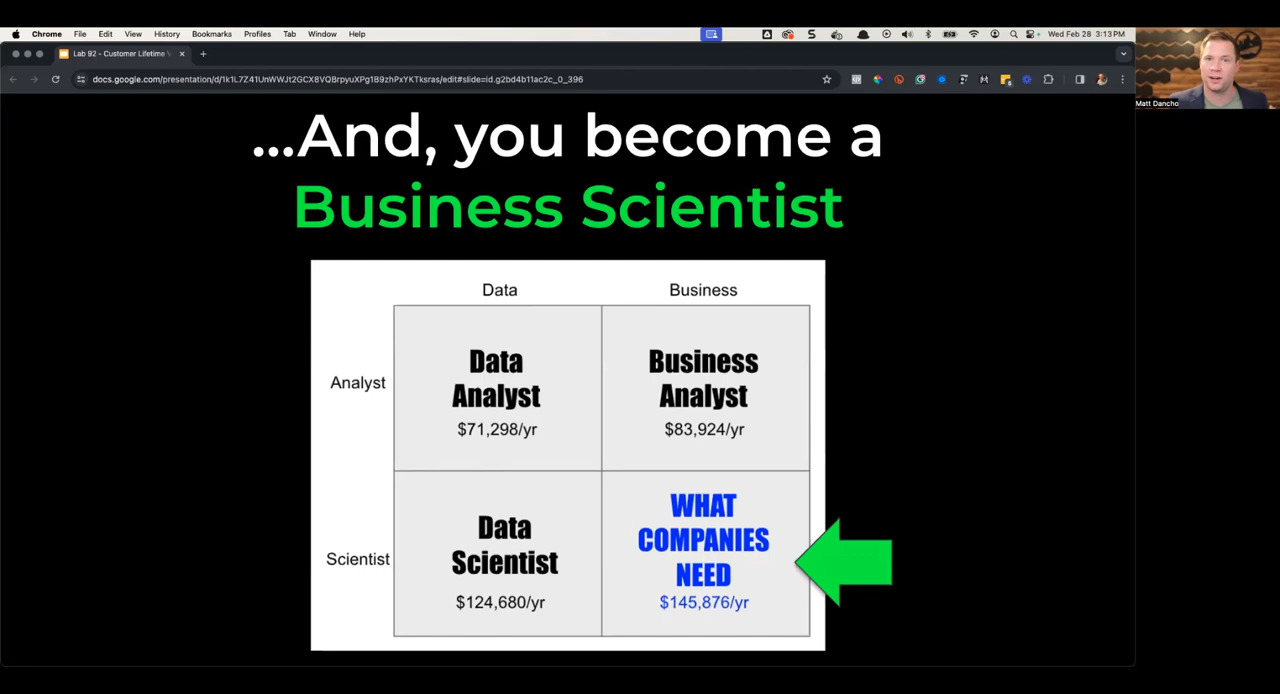 Chrome File Edit View History Bookmarks Profiles Tab Window Help
Wed Feb 28 3:13 PM
Lab 92 - Customer Lifetime
docs.google.com/presentation/d/1k1L7Z41UnWWJt2GCX8VQBrpyuXPg1B9zhPxYKTksras/edit#slide=id.g2bd4b11ac2c_0_396
Matt Dancho
...And, you become a
Business Scientist
Data Business
Analyst
Data
Analyst
$71,298/yr
Business
Analyst
$83,924/yr
Scientist
Data
Scientist
$124,680/yr
WHAT
COMPANIES
NEED
$145,876/yr